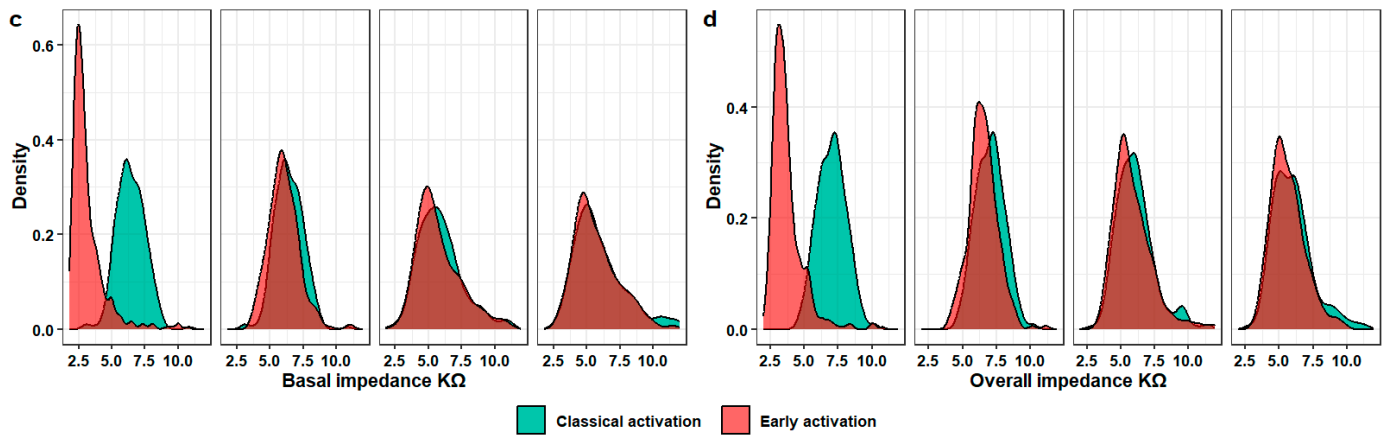 c
Density
0.6
0.4
0.2
0.0
2.5 5.0 7.5 10.0 2.5 5.0 7.5 10.0 2.5 5.0 7.5 10.0 2.5 5.0 7.5 10.0
Basal impedance KΩ
d
Density
0.4
0.2
0.0
2.5 5.0 7.5 10.0 2.5 5.0 7.5 10.0 2.5 5.0 7.5 10.0 2.5 5.0 7.5 10.0
Overall impedance KΩ
Classical activation Early activation